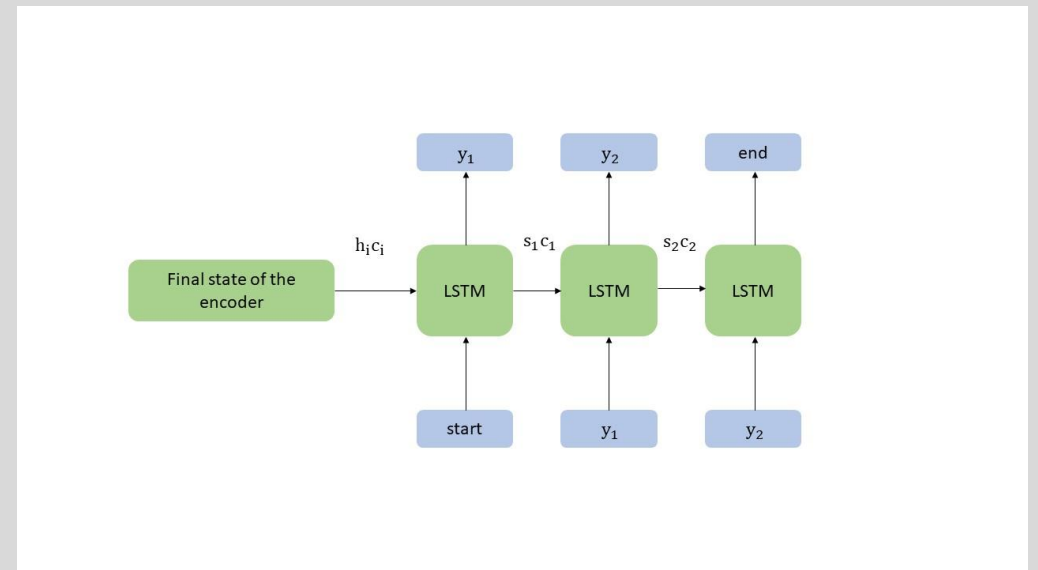 y₁ y₂ end
hᵢcᵢ s₁c₁ s₂c₂
Final state of the
encoder
LSTM LSTM LSTM
start y₁ y₂